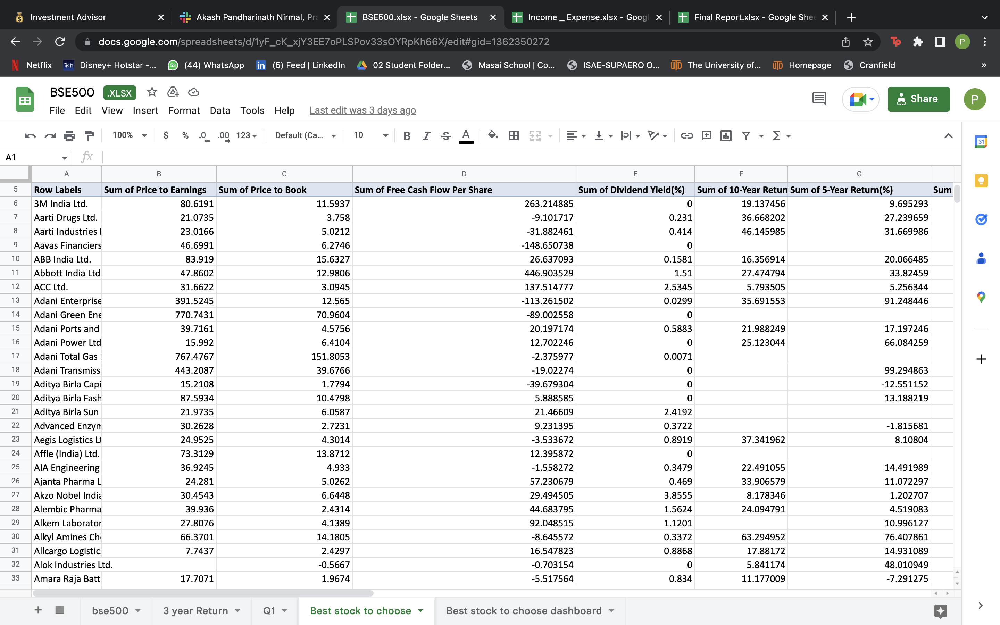 Investment Advisor
Akash Pandharinath Nirmal, Pra
BSE500.xlsx - Google Sheets
Income _ Expense.xlsx - Googl
Final Report.xlsx - Google Shee
docs.google.com/spreadsheets/d/1yF_cK_xjY3EE7oPLSPov33sOYRpKh66X/edit#gid=1362350272
Tp
P
Netflix
Disney+ Hotstar -...
53
(44) WhatsApp
(5) Feed | LinkedIn
02 Student Folder...
Masai School | Co...
ISAE-SUPAERO O...
The University of...
Homepage
Cranfield
»
BSE500 .XLSX
File Edit View Insert Format Data Tools Help Last edit was 3 days ago
Share
P
100% $ % .0 .00 123 Default (Ca... 10 B I S A Σ
31
A1 fx
A B C D E F G
5 Row Labels Sum of Price to Earnings Sum of Price to Book Sum of Free Cash Flow Per Share Sum of Dividend Yield(%) Sum of 10-Year Retur Sum of 5-Year Return(%) Sum
6 3M India Ltd. 80.6191 11.5937 263.214885 0 19.137456 9.695293
7 Aarti Drugs Ltd. 21.0735 3.758 -9.101717 0.231 36.668202 27.239659
8 Aarti Industries 23.0166 5.0212 -31.882461 0.414 46.145985 31.669986
9 Aavas Financiers 46.6991 6.2746 -148.650738 0
10 ABB India Ltd. 83.919 15.6327 26.637093 0.1581 16.356914 20.066485
11 Abbott India Ltd. 47.8602 12.9806 446.903529 1.51 27.474794 33.82459
12 ACC Ltd. 31.6622 3.0945 137.514777 2.5345 5.793505 5.256344
13 Adani Enterprise 391.5245 12.565 -113.261502 0.0299 35.691553 91.248446
14 Adani Green Ene 770.7431 70.9604 -89.002558 0
15 Adani Ports and 39.7161 4.5756 20.197174 0.5883 21.988249 17.197246
16 Adani Power Ltd 15.992 6.4104 12.702246 0 25.123044 66.084259
17 Adani Total Gas 767.4767 151.8053 -2.375977 0.0071
18 Adani Transmissi 443.2087 39.6766 -19.02274 0 99.294863
19 Aditya Birla Capi 15.2108 1.7794 -39.679304 0 -12.551152
20 Aditya Birla Fash 87.5934 10.4798 5.888585 0 13.188219
21 Aditya Birla Sun 21.9735 6.0587 21.46609 2.4192
22 Advanced Enzym 30.2628 2.7231 9.231395 0.3722 -1.815681
23 Aegis Logistics Lt 24.9525 4.3014 -3.533672 0.8919 37.341962 8.10804
24 Affle (India) Ltd. 73.3129 13.8712 12.395872 0
25 AIA Engineering 36.9245 4.933 -1.558272 0.3479 22.491055 14.491989
26 Ajanta Pharma L 24.281 5.0262 57.230679 0.469 33.906579 11.072297
27 Akzo Nobel India 30.4543 6.6448 29.494505 3.8555 8.178346 1.202707
28 Alembic Pharma 39.936 2.4314 44.683795 1.5624 24.094791 4.519083
29 Alkem Laborator 27.8076 4.1389 92.048515 1.1201 10.996127
30 Alkyl Amines Che 66.3701 14.1805 -8.645572 0.3372 63.294952 76.407861
31 Allcargo Logistics 7.7437 2.4297 16.547823 0.8868 17.88172 14.931089
32 Alok Industries Ltd. -0.5667 -0.703154 0 5.841174 48.010949
33 Amara Raja Batt 17.7071 1.9674 -5.517564 0.834 11.177009 -7.291275
bse500 3 year Return Q1 Best stock to choose Best stock to choose dashboard